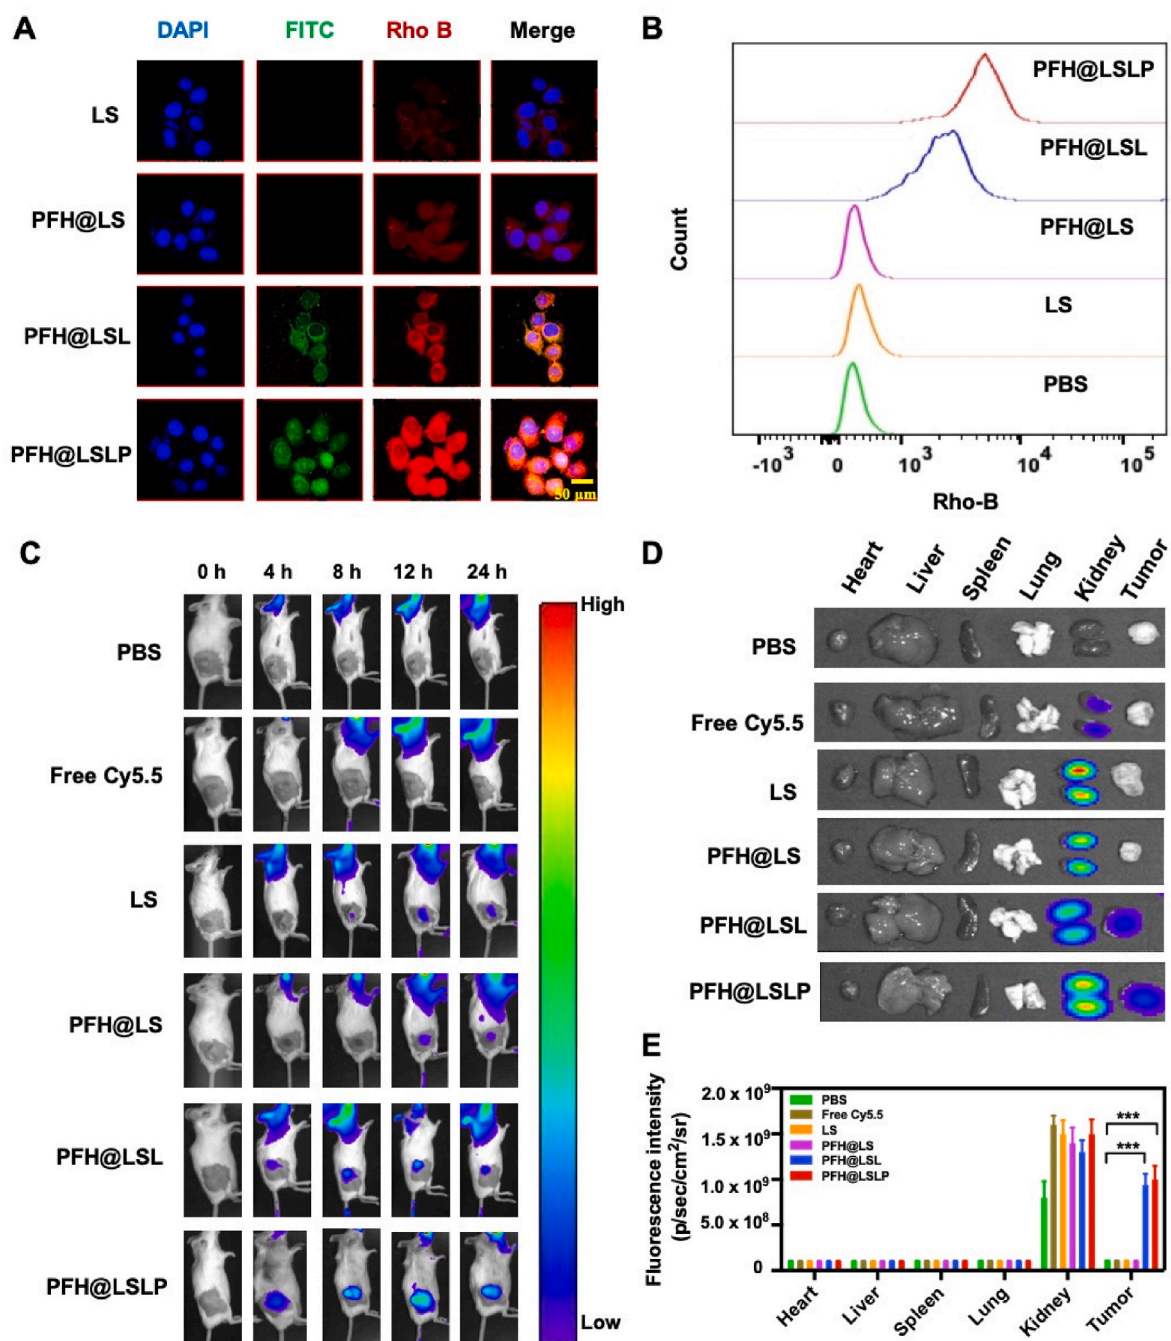 A
DAPI FITC Rho B Merge
LS
PFH@LS
PFH@LSL
PFH@LSLP
50 µm
B
PFH@LSLP
PFH@LSL
PFH@LS
LS
PBS
Count
-10³ 0 10³ 10⁴ 10⁵
Rho-B
C
0 h 4 h 8 h 12 h 24 h
PBS
Free Cy5.5
LS
PFH@LS
PFH@LSL
PFH@LSLP
High
Low
D
Heart Liver Spleen Lung Kidney Tumor
PBS
Free Cy5.5
LS
PFH@LS
PFH@LSL
PFH@LSLP
E
Fluorescence intensity
(p/sec/cm²/sr)
2.0 x 10⁹
1.5 x 10⁹
1.0 x 10⁹
5.0 x 10⁸
0
PBS
Free Cy5.5
LS
PFH@LS
PFH@LSL
PFH@LSLP
***
***
Heart Liver Spleen Lung Kidney Tumor